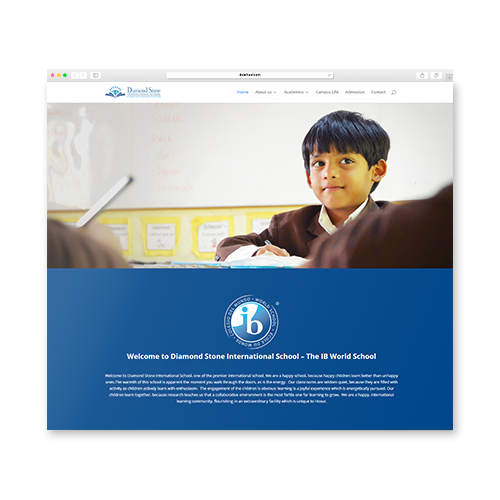 Diamond Stone
Home About us Academics Campus Life Admission Contact
COLEGIO DEL MUNDO · WORLD SCHOOL · ÉCOLE DU MONDE ·
ib
®
Welcome to Diamond Stone International School – The IB World School
Welcome to Diamond Stone International School, one of the premier international school. We are a happy school, because happy children learn better than unhappy
ones.The warmth of this school is apparent the moment you walk through the doors, as is the energy. Our classrooms are seldom quiet, because they are filled with
activity as children actively learn with enthusiasm. The engagement of the children is obvious; learning is a joyful experience which is energetically pursued. Our
children learn together, because research teaches us that a collaborative environment is the most fertile one for learning to grow. We are a happy, international
learning community, flourishing in an extraordinary facility which is unique to Hosur.